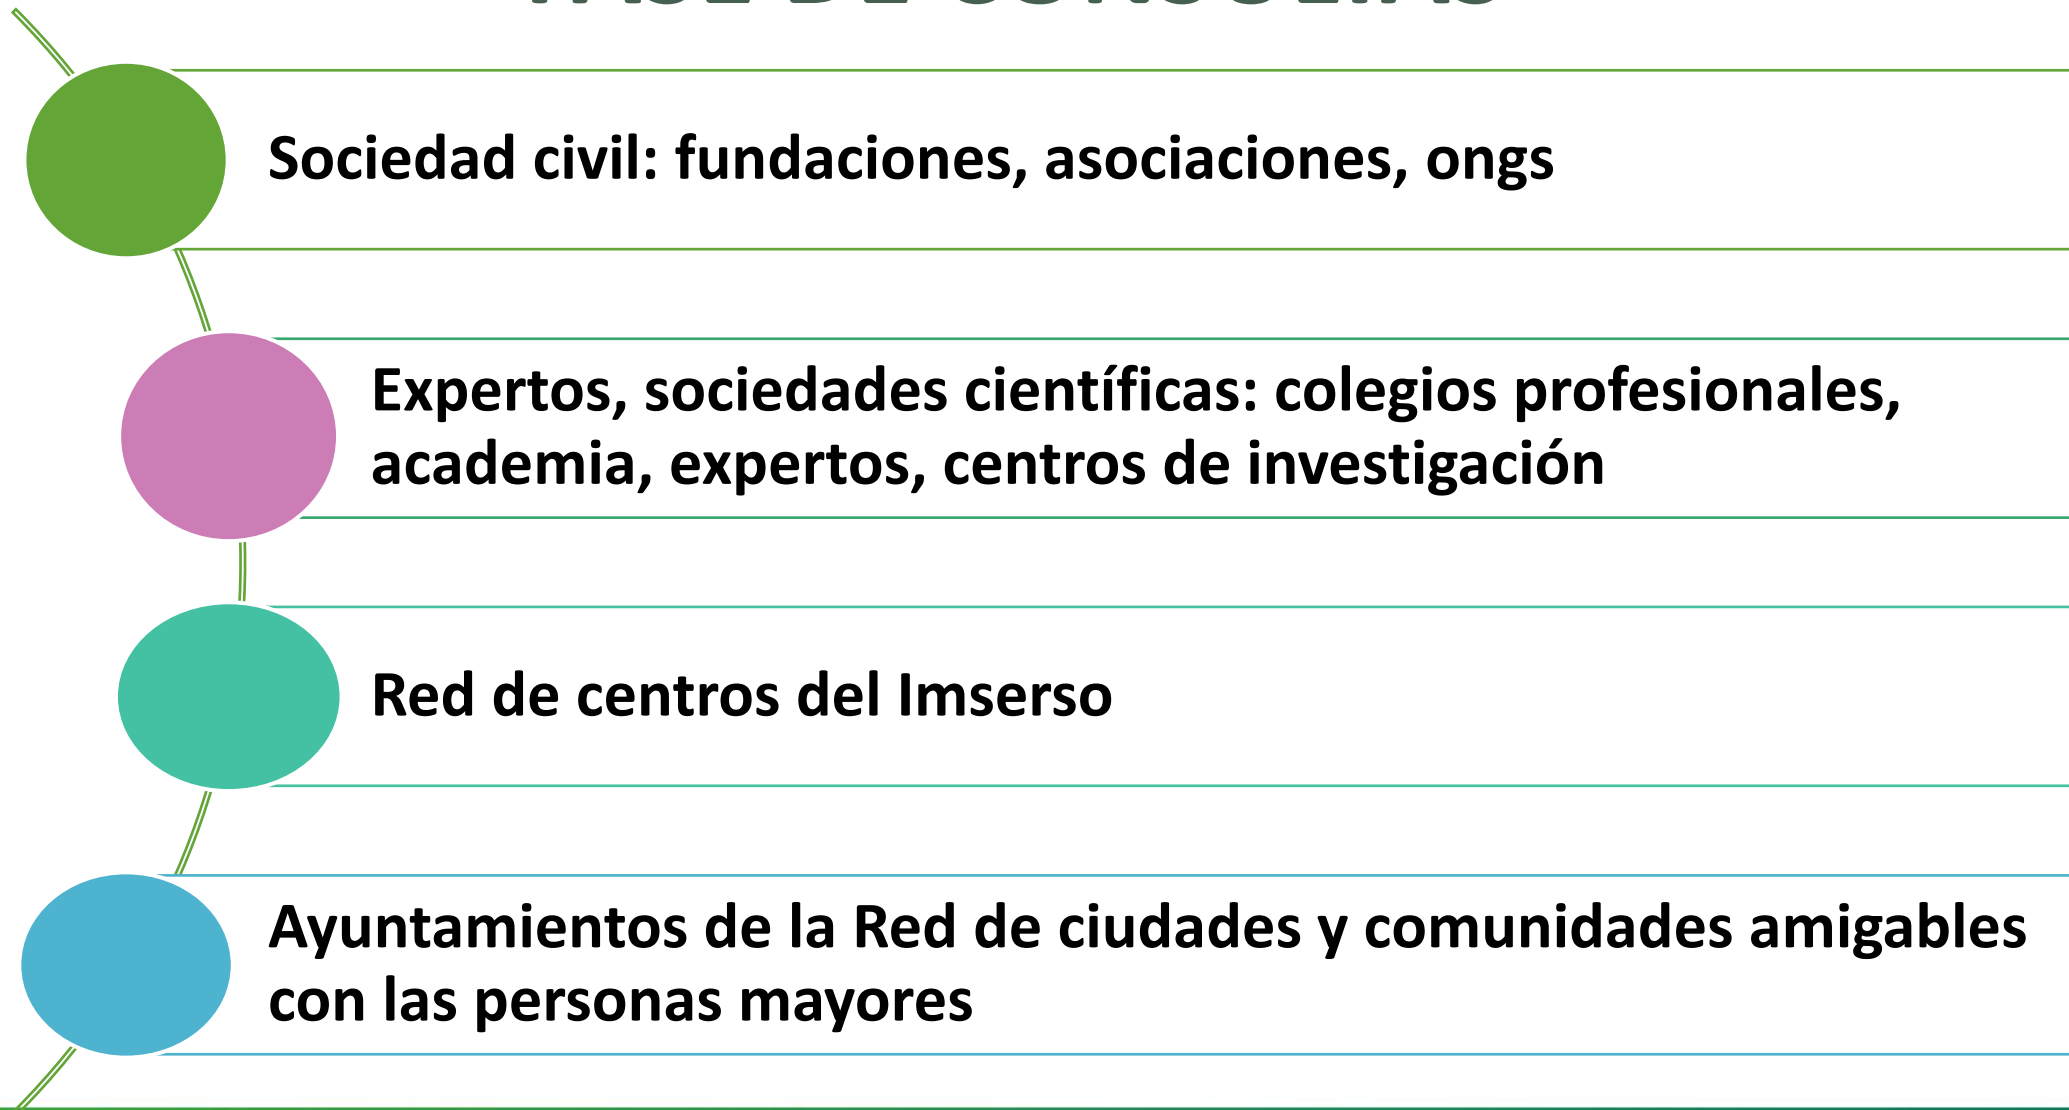 Sociedad civil: fundaciones, asociaciones, ongs
Expertos, sociedades científicas: colegios profesionales,
academia, expertos, centros de investigación
Red de centros del Imserso
Ayuntamientos de la Red de ciudades y comunidades amigables
con las personas mayores